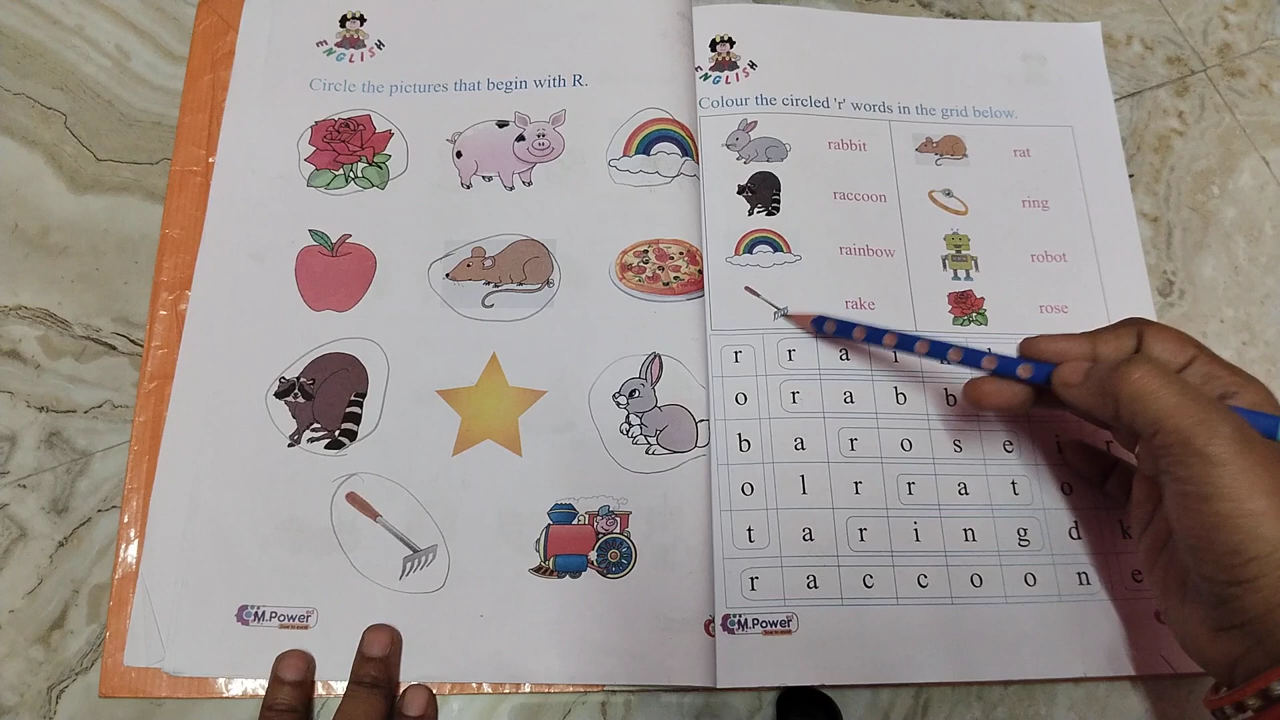 ENGLISH
Circle the pictures that begin with R.
M.Power
ENGLISH
Colour the circled 'r' words in the grid below.
rabbit rat
raccoon ring
rainbow robot
rake rose
r r a i
o r a b b
b a r o s e i r
o l r r a t o
t a r i n g d k
r a c c o o n e
M.Power